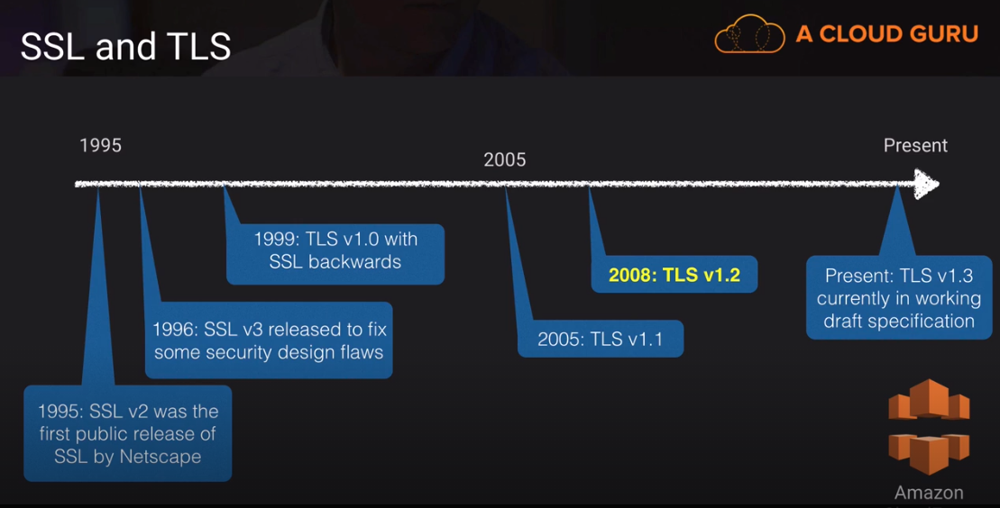 SSL and TLS
A CLOUD GURU
1995
2005
Present
1999: TLS v1.0 with
SSL backwards
2008: TLS v1.2
Present: TLS v1.3
currently in working
draft specification
1996: SSL v3 released to fix
some security design flaws
2005: TLS v1.1
1995: SSL v2 was the
first public release of
SSL by Netscape
Amazon